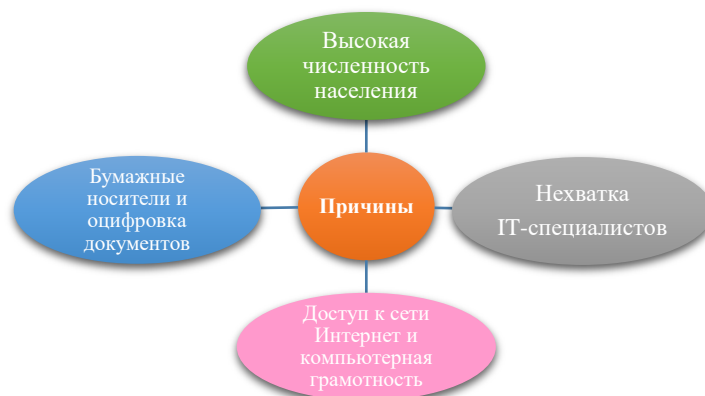 Высокая
численность
населения
Бумажные
носители и
оцифровка
документов
Причины
Нехватка
IT-специалистов
Доступ к сети
Интернет и
компьютерная
грамотность